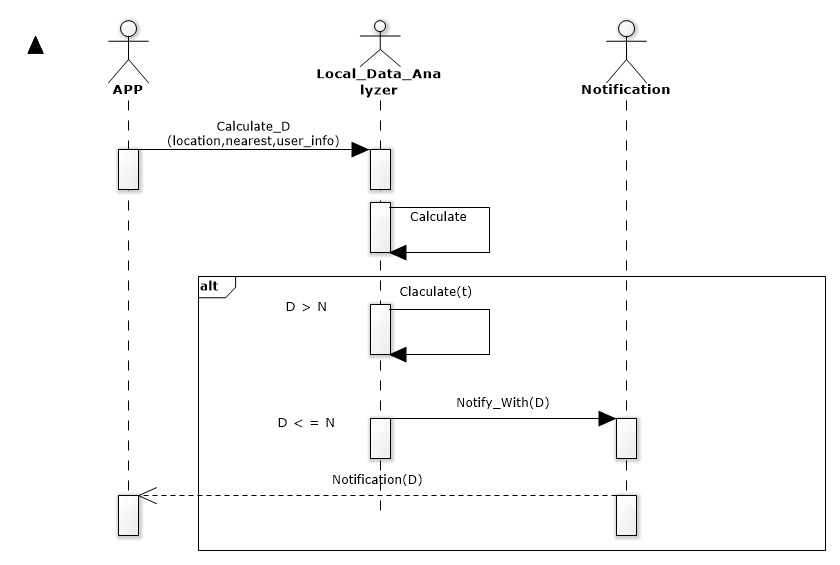 APP
Local_Data_Ana
lyzer
Notification
Calculate_D
(location,nearest,user_info)
Calculate
alt
Claculate(t)
D > N
Notify_With(D)
D < = N
Notification(D)